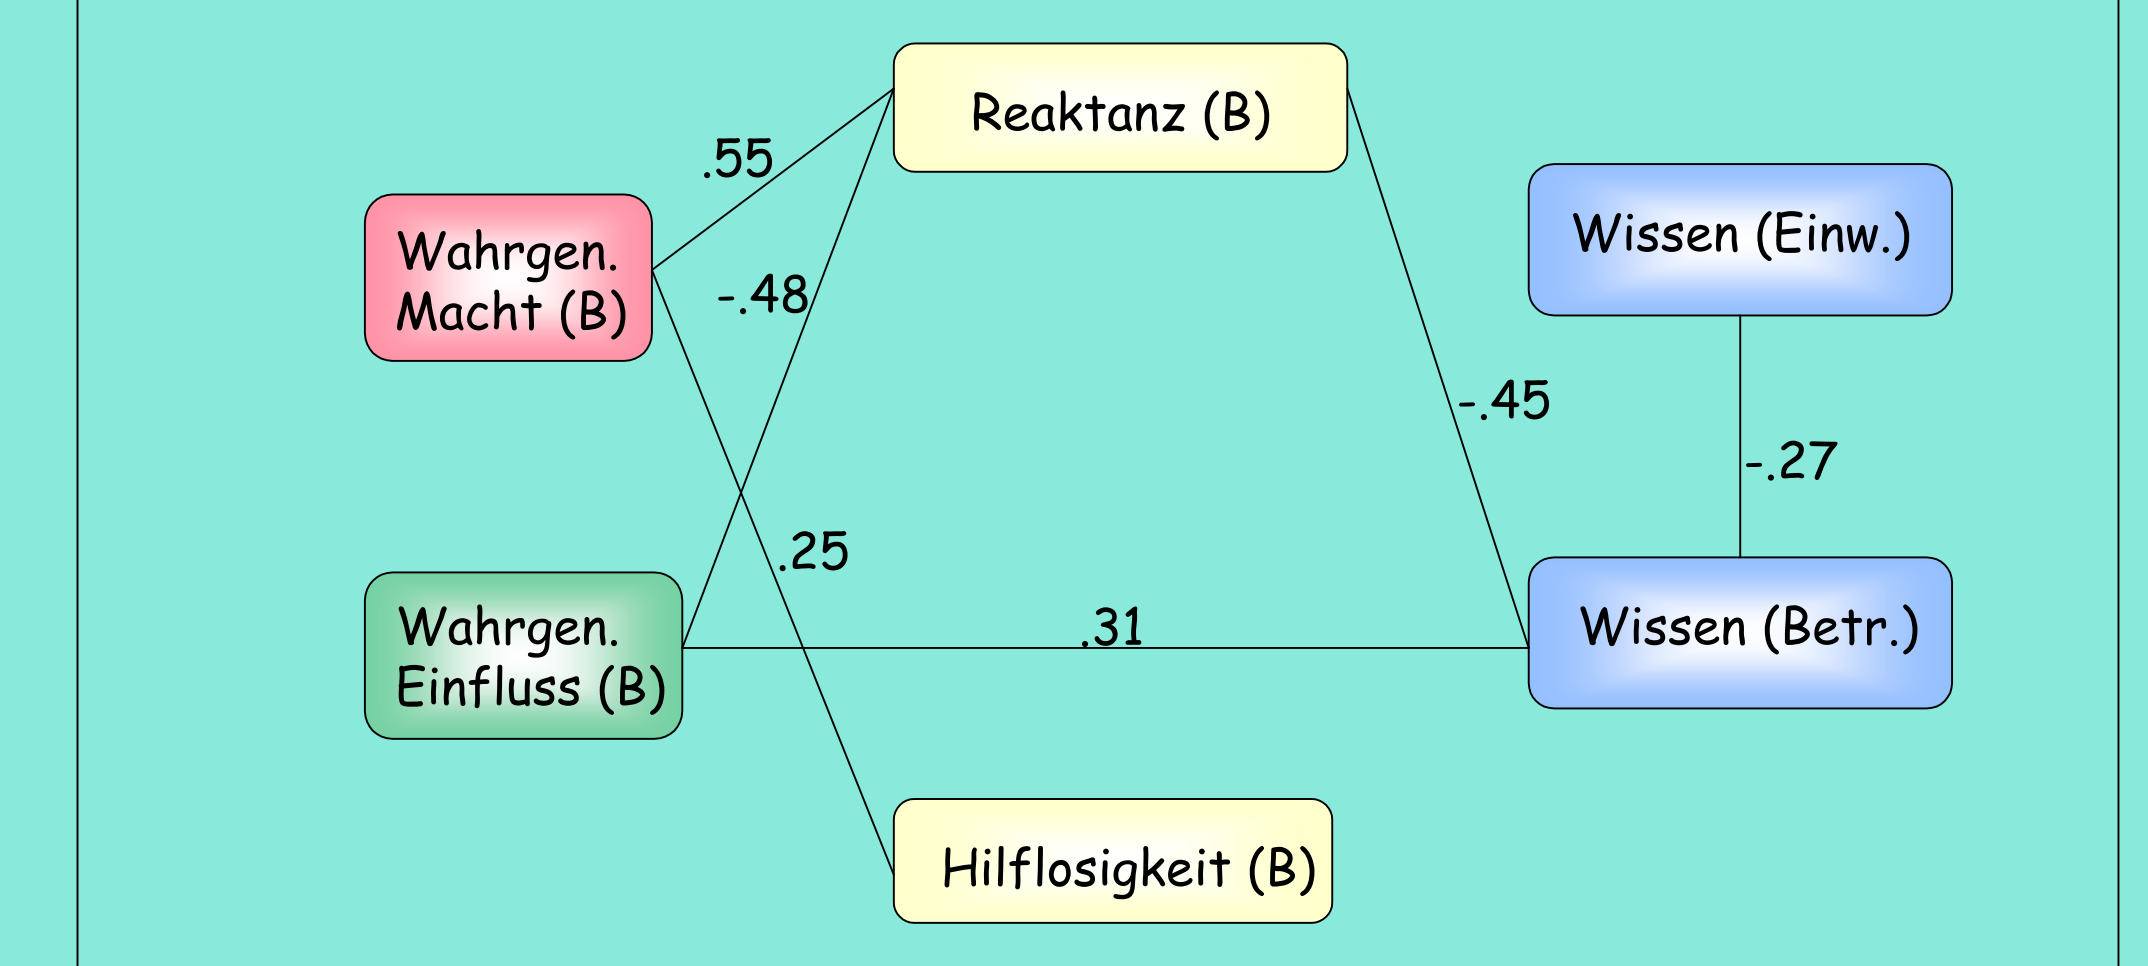 Reaktanz (B)
.55
Wahrgen.
Macht (B)
Wissen (Einw.)
-.48
-.45
-.27
.25
Wahrgen.
Einfluss (B)
.31
Wissen (Betr.)
Hilflosigkeit (B)